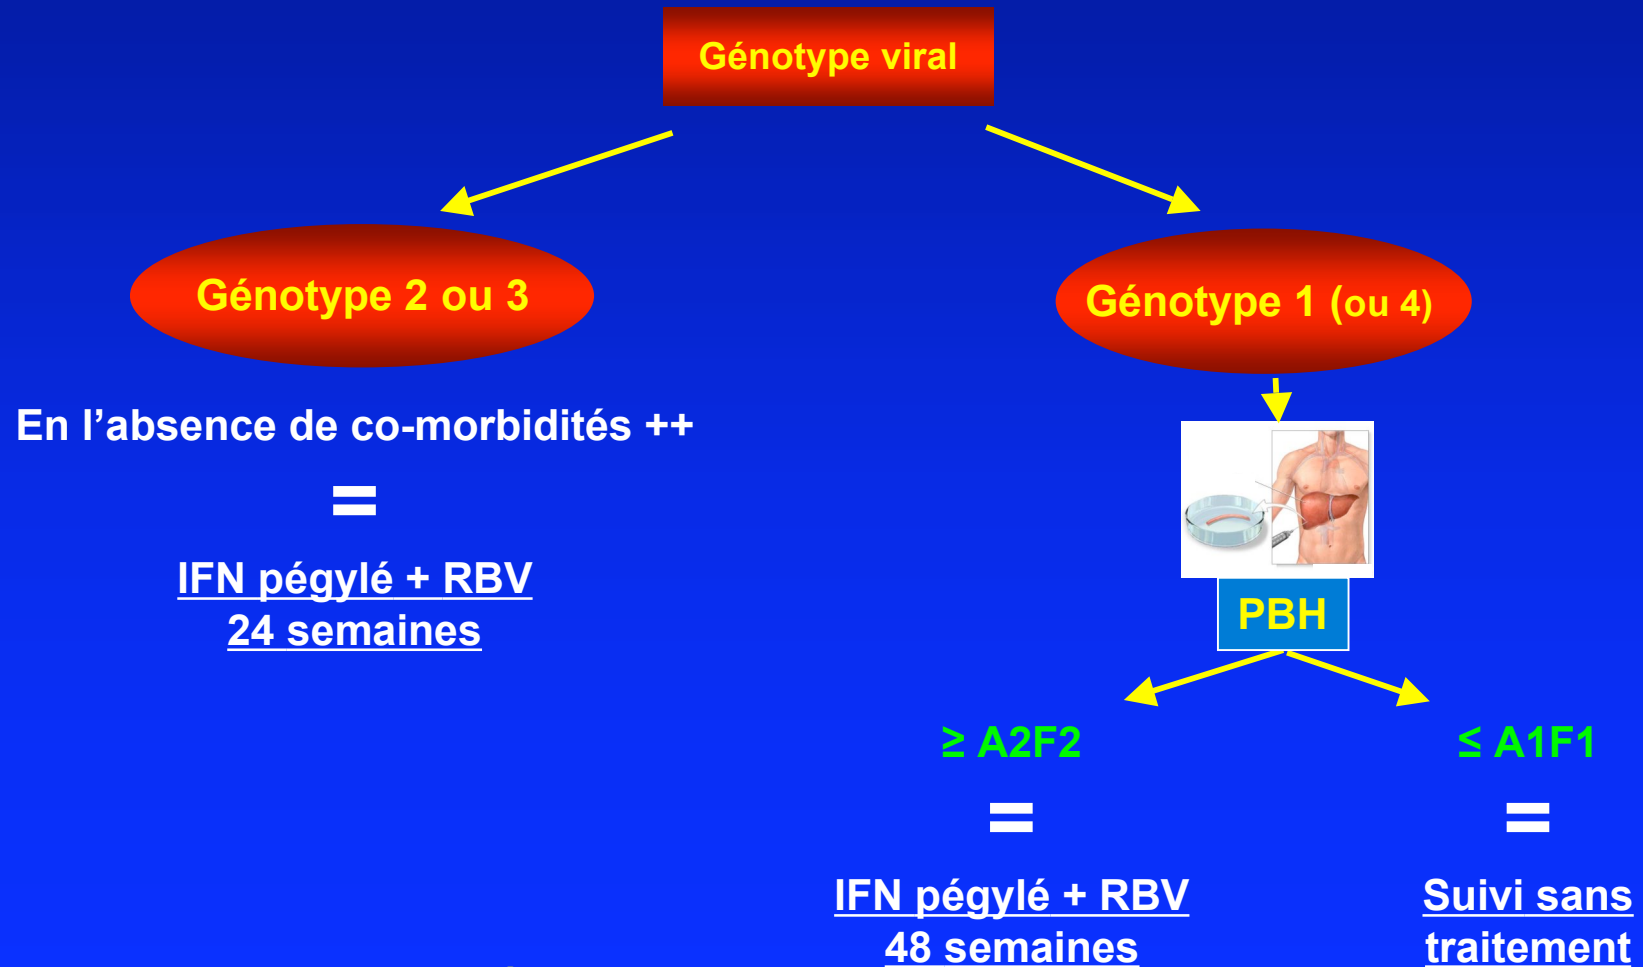 Génotype viral
Génotype 2 ou 3
Génotype 1 (ou 4)
En l’absence de co-morbidités ++
=
IFN pégylé + RBV
24 semaines
PBH
≥ A2F2
≤ A1F1
=
=
IFN pégylé + RBV
48 semaines
Suivi sans
traitement